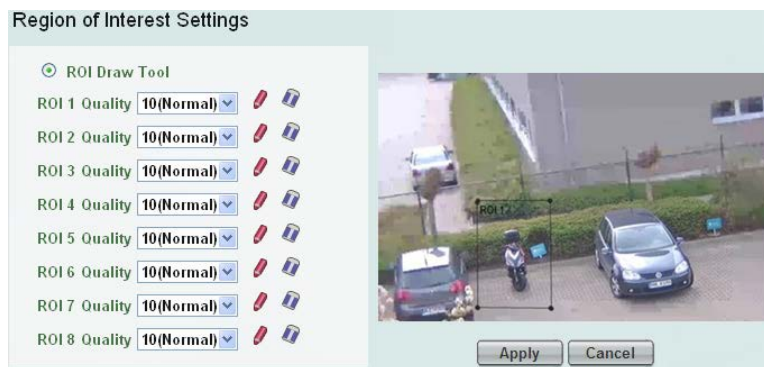 Region of Interest Settings
ROI Draw Tool
ROI 1 Quality 10(Normal)
ROI 2 Quality 10(Normal)
ROI 3 Quality 10(Normal)
ROI 4 Quality 10(Normal)
ROI 5 Quality 10(Normal)
ROI 6 Quality 10(Normal)
ROI 7 Quality 10(Normal)
ROI 8 Quality 10(Normal)
Apply Cancel